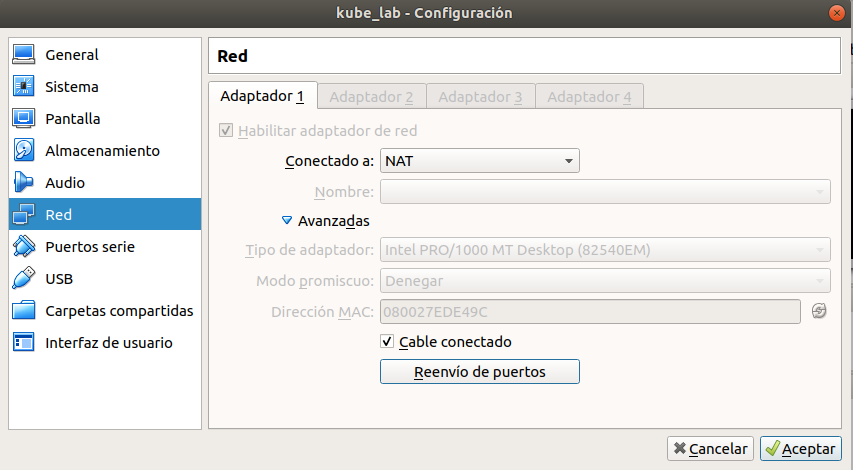 kube_lab - Configuración
General
Sistema
Pantalla
Almacenamiento
Audio
Red
Puertos serie
USB
Carpetas compartidas
Interfaz de usuario
Red
Adaptador 1 Adaptador 2 Adaptador 3 Adaptador 4
Habilitar adaptador de red
Conectado a: NAT
Nombre:
Avanzadas
Tipo de adaptador: Intel PRO/1000 MT Desktop (82540EM)
Modo promiscuo: Denegar
Dirección MAC: 080027EDE49C
Cable conectado
Reenvío de puertos
Cancelar Aceptar